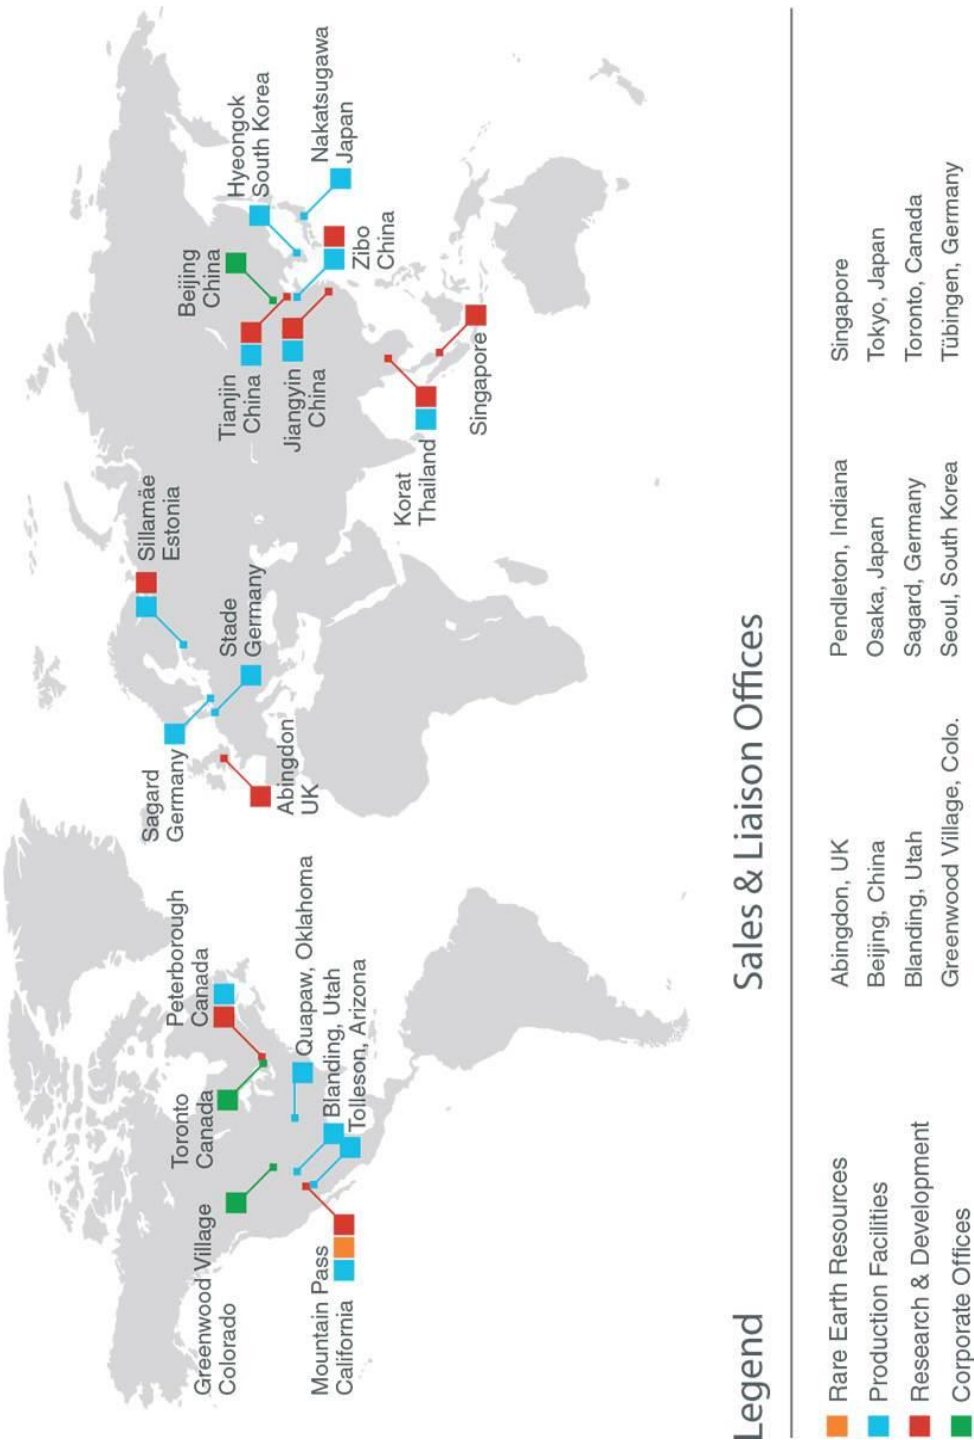 Greenwood Village
Colorado
Mountain Pass
California
Toronto
Canada
Peterborough
Canada
Quapaw, Oklahoma
Blanding, Utah
Tolleson, Arizona
Sagard
Germany
Abingdon
UK
Stade
Germany
Sillamäe
Estonia
Beijing
China
Tianjin
China
Jiangyin
China
Hyeongok
South Korea
Nakatsugawa
Japan
Zibo
China
Korat
Thailand
Singapore
Legend
Rare Earth Resources
Production Facilities
Research & Development
Corporate Offices
Sales & Liaison Offices
Abingdon, UK
Beijing, China
Blanding, Utah
Greenwood Village, Colo.
Pendleton, Indiana
Osaka, Japan
Sagard, Germany
Seoul, South Korea
Singapore
Tokyo, Japan
Toronto, Canada
Tübingen, Germany